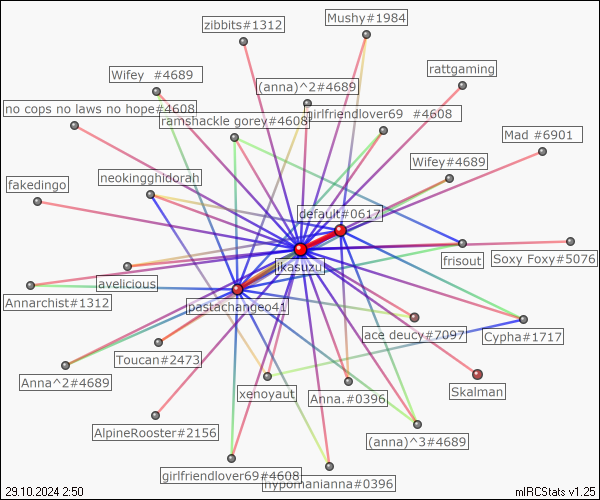 Mushy#1984
zibbits#1312
rattgaming
Wifey  #4689
(anna)^2#4689
no cops no laws no hope#4608
girlfriendlover69  #4608
ramshackle gorey#4608
Mad #6901
Wifey#4689
neokingghidorah
fakedingo
default#0617
Soxy Foxy#5076
frisout
ikasuzu
avelicious
Annarchist#1312
pastachangeo41
ace deucy#7097
Cypha#1717
Toucan#2473
Anna^2#4689
Skalman
xenoyaut
Anna.#0396
AlpineRooster#2156
(anna)^3#4689
girlfriendlover69#4608
hypomanianna#0396
29.10.2024 2:50
mIRCStats v1.25